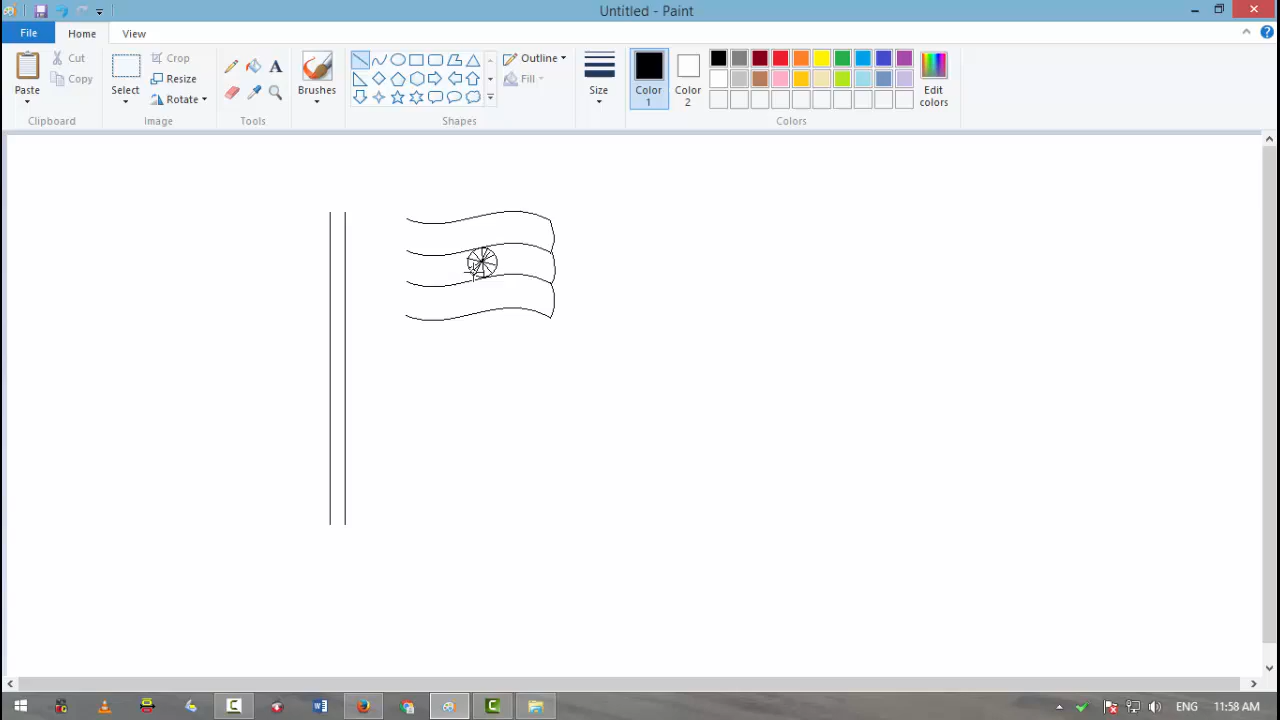 Untitled - Paint
File Home View
Paste
Cut
Copy
Clipboard
Select
Crop
Resize
Rotate
Image
A
Tools
Brushes
Outline
Fill
Shapes
Size
Color 1
Color 2
Edit colors
Colors
ENG 11:58 AM